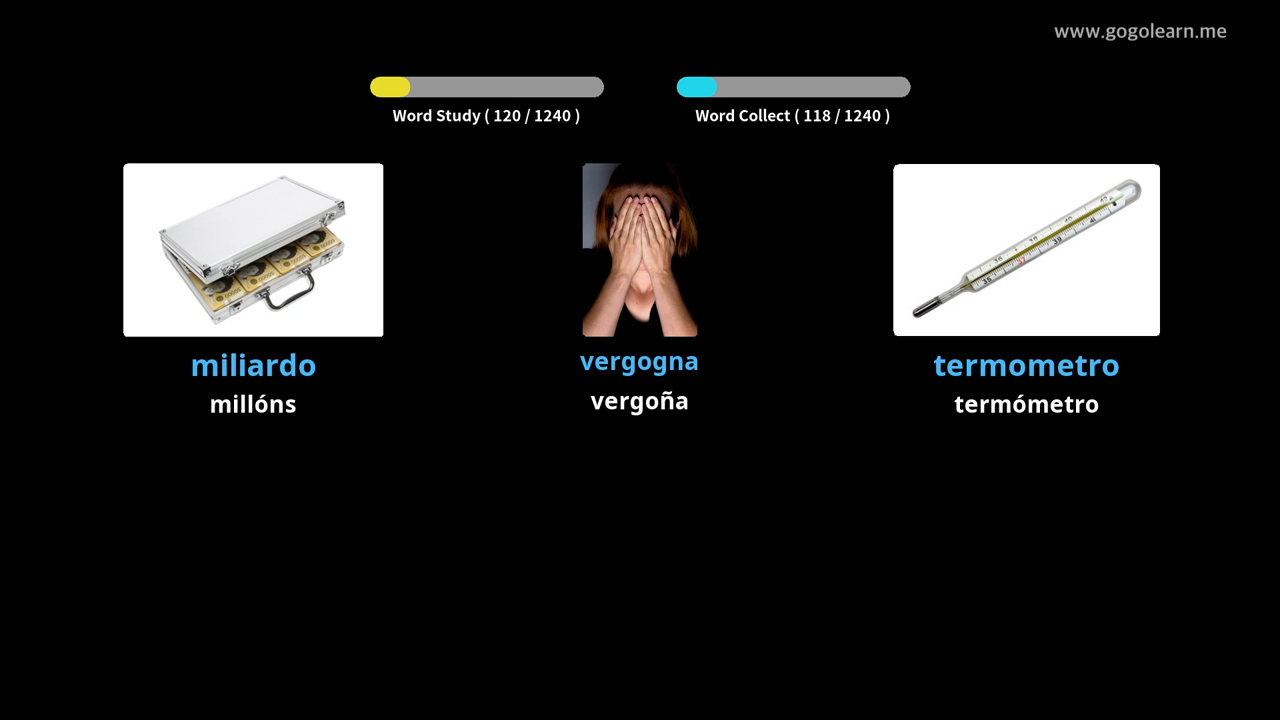 www.gogolearn.me
Word Study ( 120 / 1240 )
Word Collect ( 118 / 1240 )
miliardo
vergogna
termometro
millóns
vergoña
termómetro